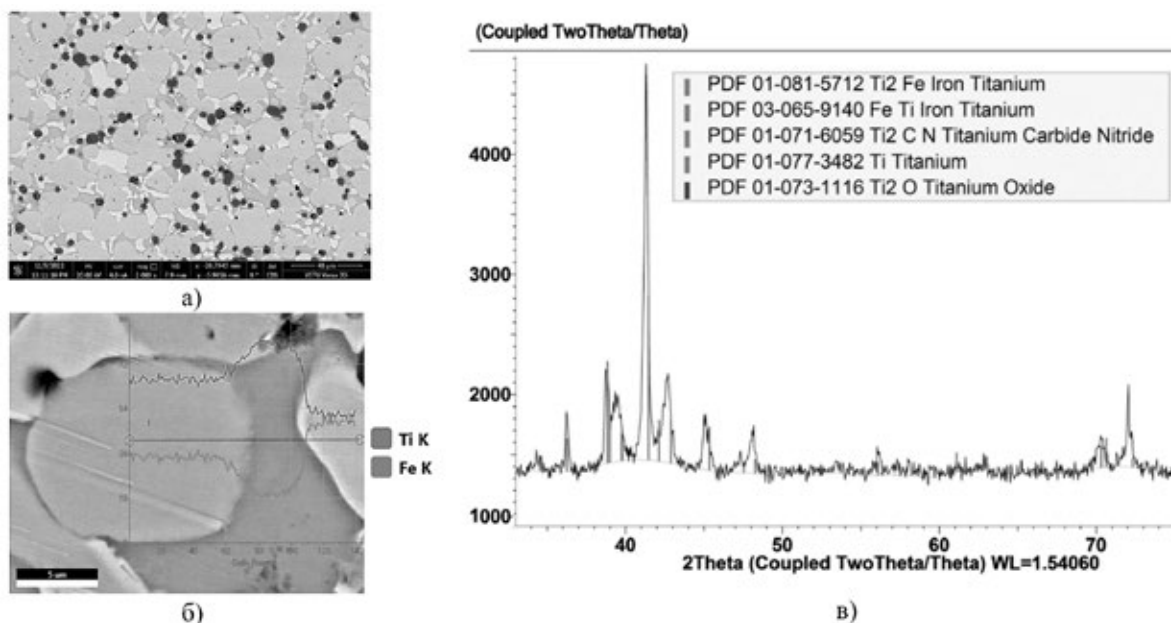 (Coupled TwoTheta/Theta)
PDF 01-081-5712 Ti2 Fe Iron Titanium
PDF 03-065-9140 Fe Ti Iron Titanium
PDF 01-071-6059 Ti2 C N Titanium Carbide Nitride
PDF 01-077-3482 Ti Titanium
PDF 01-073-1116 Ti2 O Titanium Oxide
4000
3000
2000
1000
40
50
60
70
2Theta (Coupled TwoTheta/Theta) WL=1.54060
а)
Ti K
Fe K
5 um
б)
в)